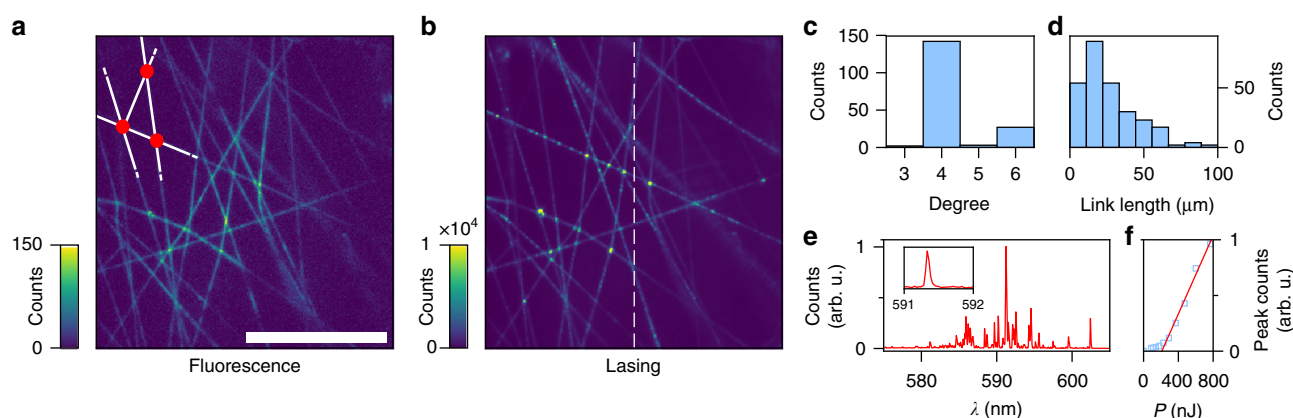 a
150
Counts
0
Fluorescence
b
1 × 10⁴
Counts
0
Lasing
c
Counts
150
100
50
0
3 4 5 6
Degree
d
50
0
Counts
0 50 100
Link length (μm)
e
Counts
(arb. u.)
1
0
591 592
580 590 600
λ (nm)
f
1
0
Peak counts
(arb. u.)
0 400 800
P (nJ)